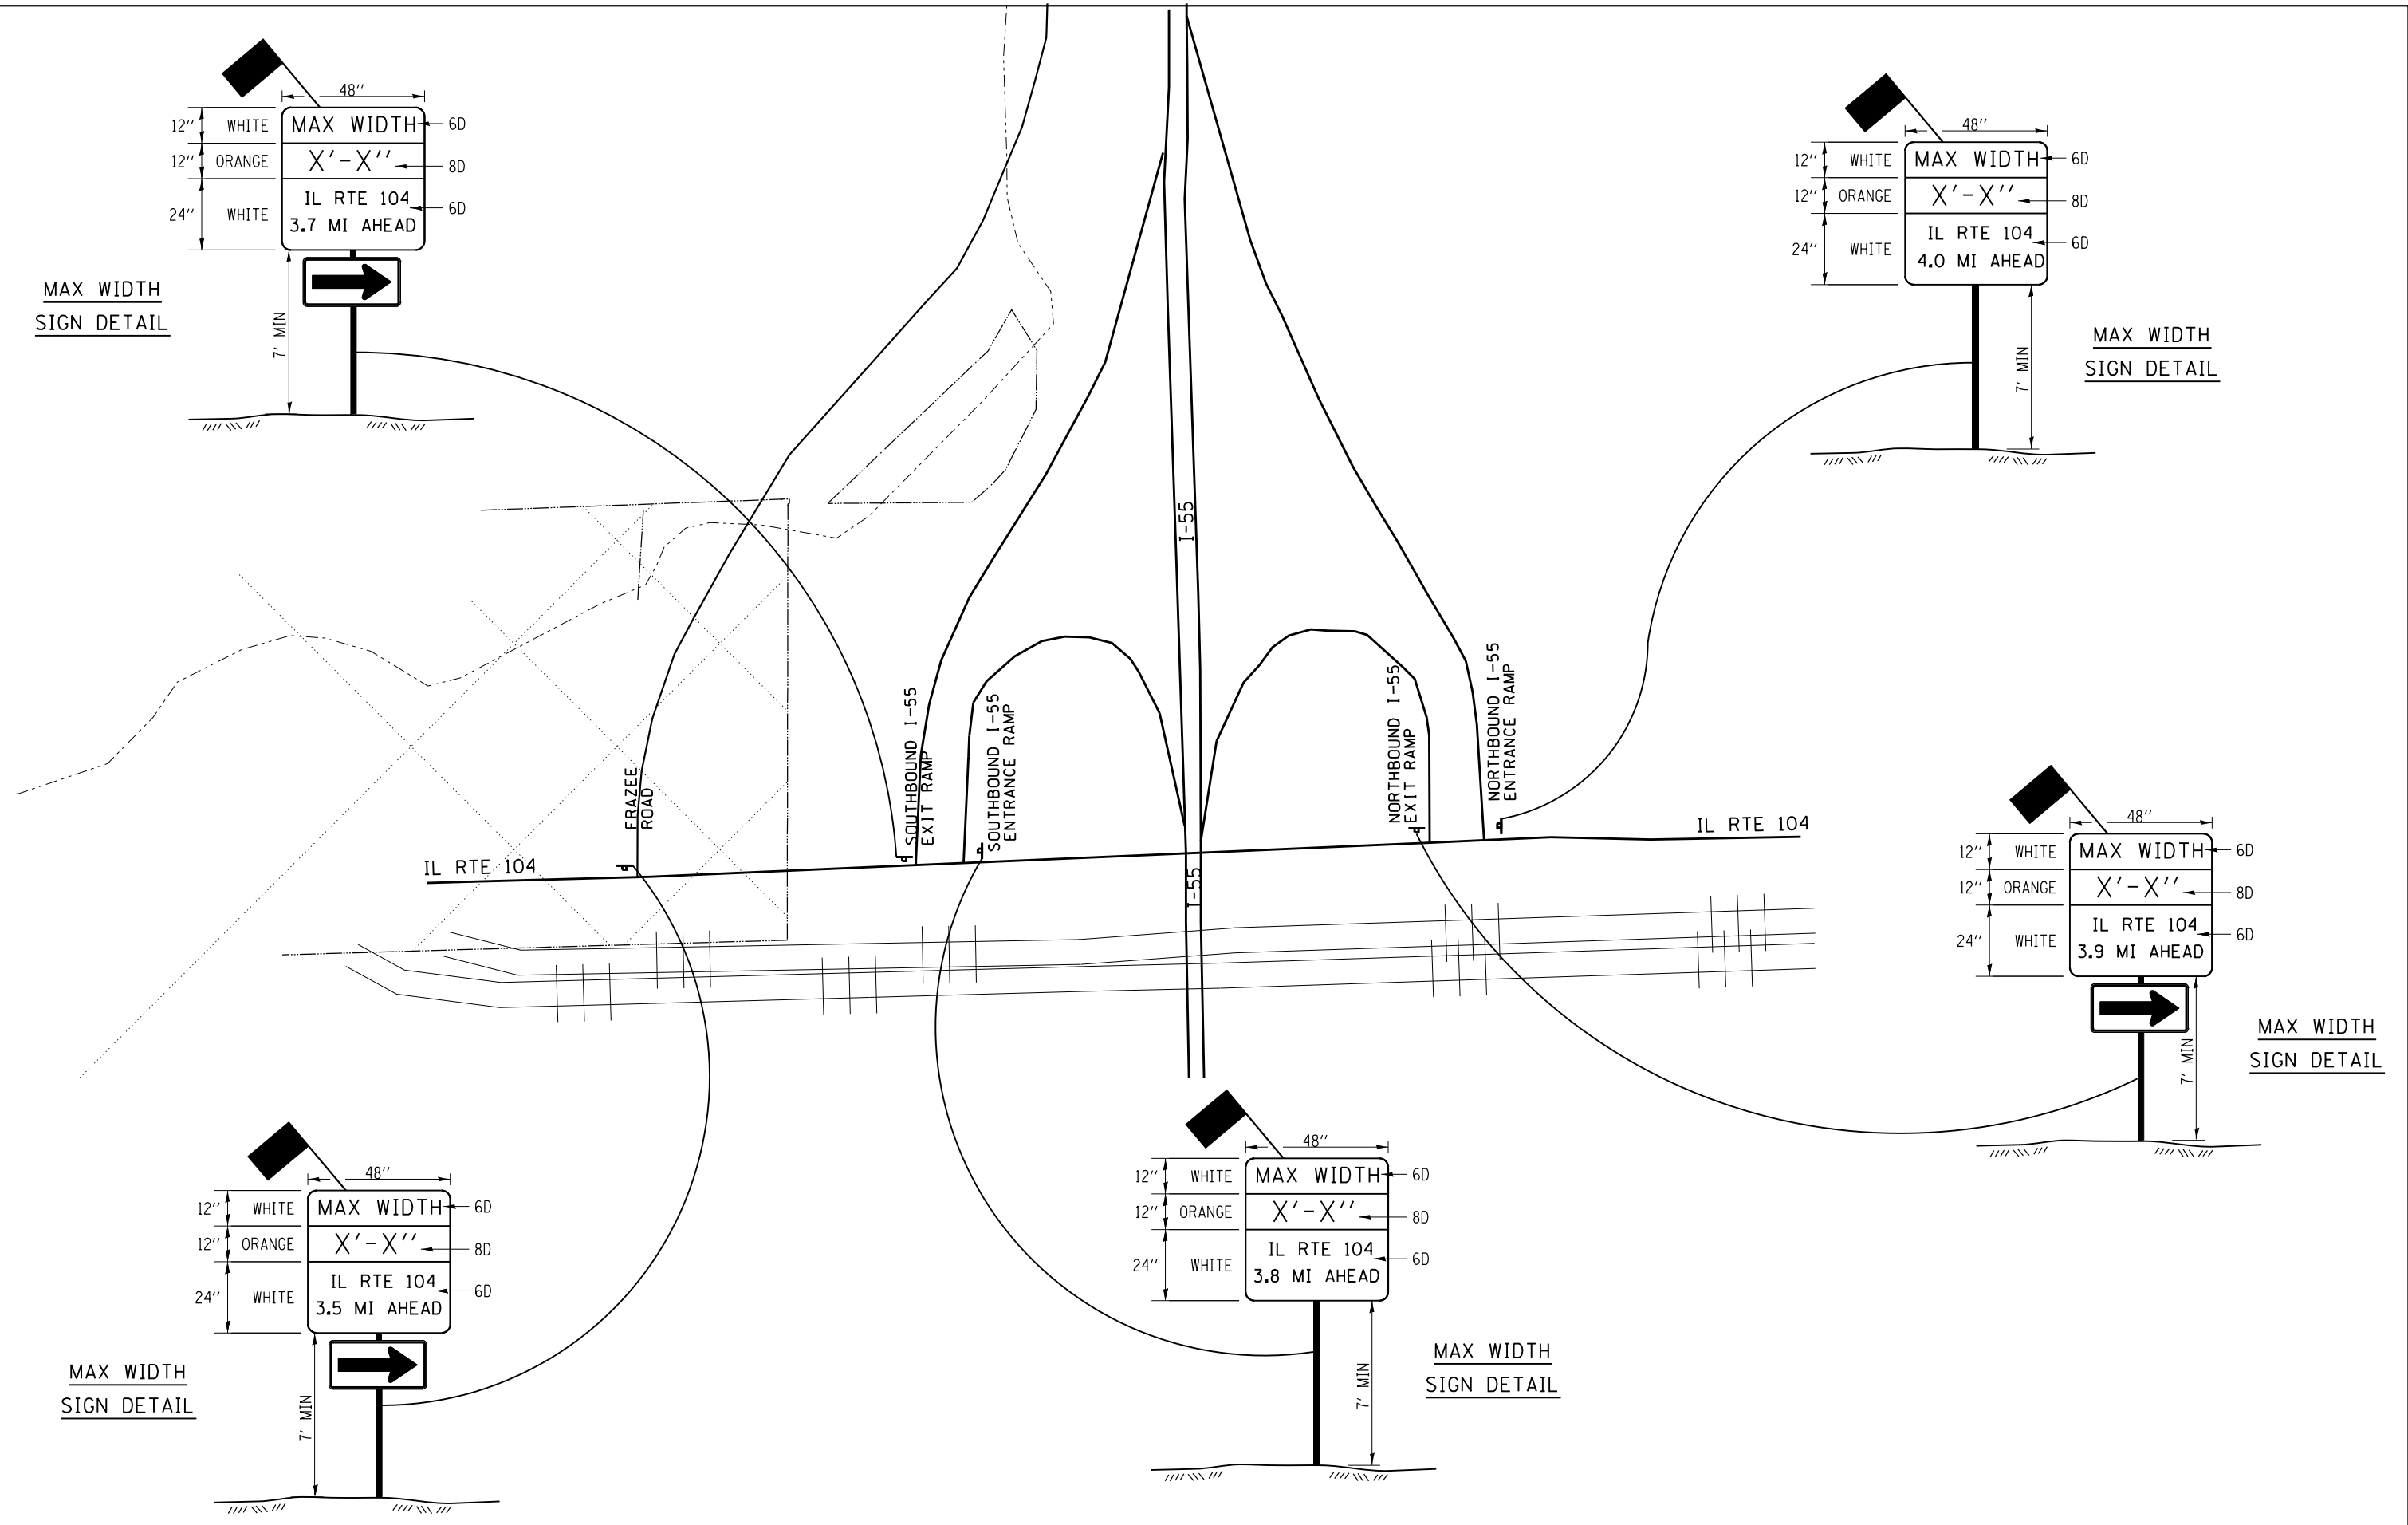 48''
12'' WHITE MAX WIDTH 6D
12'' ORANGE X'-X'' 8D
24'' WHITE IL RTE 104 6D
3.7 MI AHEAD
MAX WIDTH
SIGN DETAIL
7' MIN
48''
12'' WHITE MAX WIDTH 6D
12'' ORANGE X'-X'' 8D
24'' WHITE IL RTE 104 6D
4.0 MI AHEAD
7' MIN
MAX WIDTH
SIGN DETAIL
I-55
FRAZEE
ROAD
SOUTHBOUND I-55
EXIT RAMP
SOUTHBOUND I-55
ENTRANCE RAMP
NORTHBOUND I-55
EXIT RAMP
NORTHBOUND I-55
ENTRANCE RAMP
IL RTE 104
IL RTE 104
I-55
48''
12'' WHITE MAX WIDTH 6D
12'' ORANGE X'-X'' 8D
24'' WHITE IL RTE 104 6D
3.9 MI AHEAD
7' MIN
MAX WIDTH
SIGN DETAIL
48''
12'' WHITE MAX WIDTH 6D
12'' ORANGE X'-X'' 8D
24'' WHITE IL RTE 104 6D
3.5 MI AHEAD
MAX WIDTH
SIGN DETAIL
7' MIN
48''
12'' WHITE MAX WIDTH 6D
12'' ORANGE X'-X'' 8D
24'' WHITE IL RTE 104 6D
3.8 MI AHEAD
7' MIN
MAX WIDTH
SIGN DETAIL